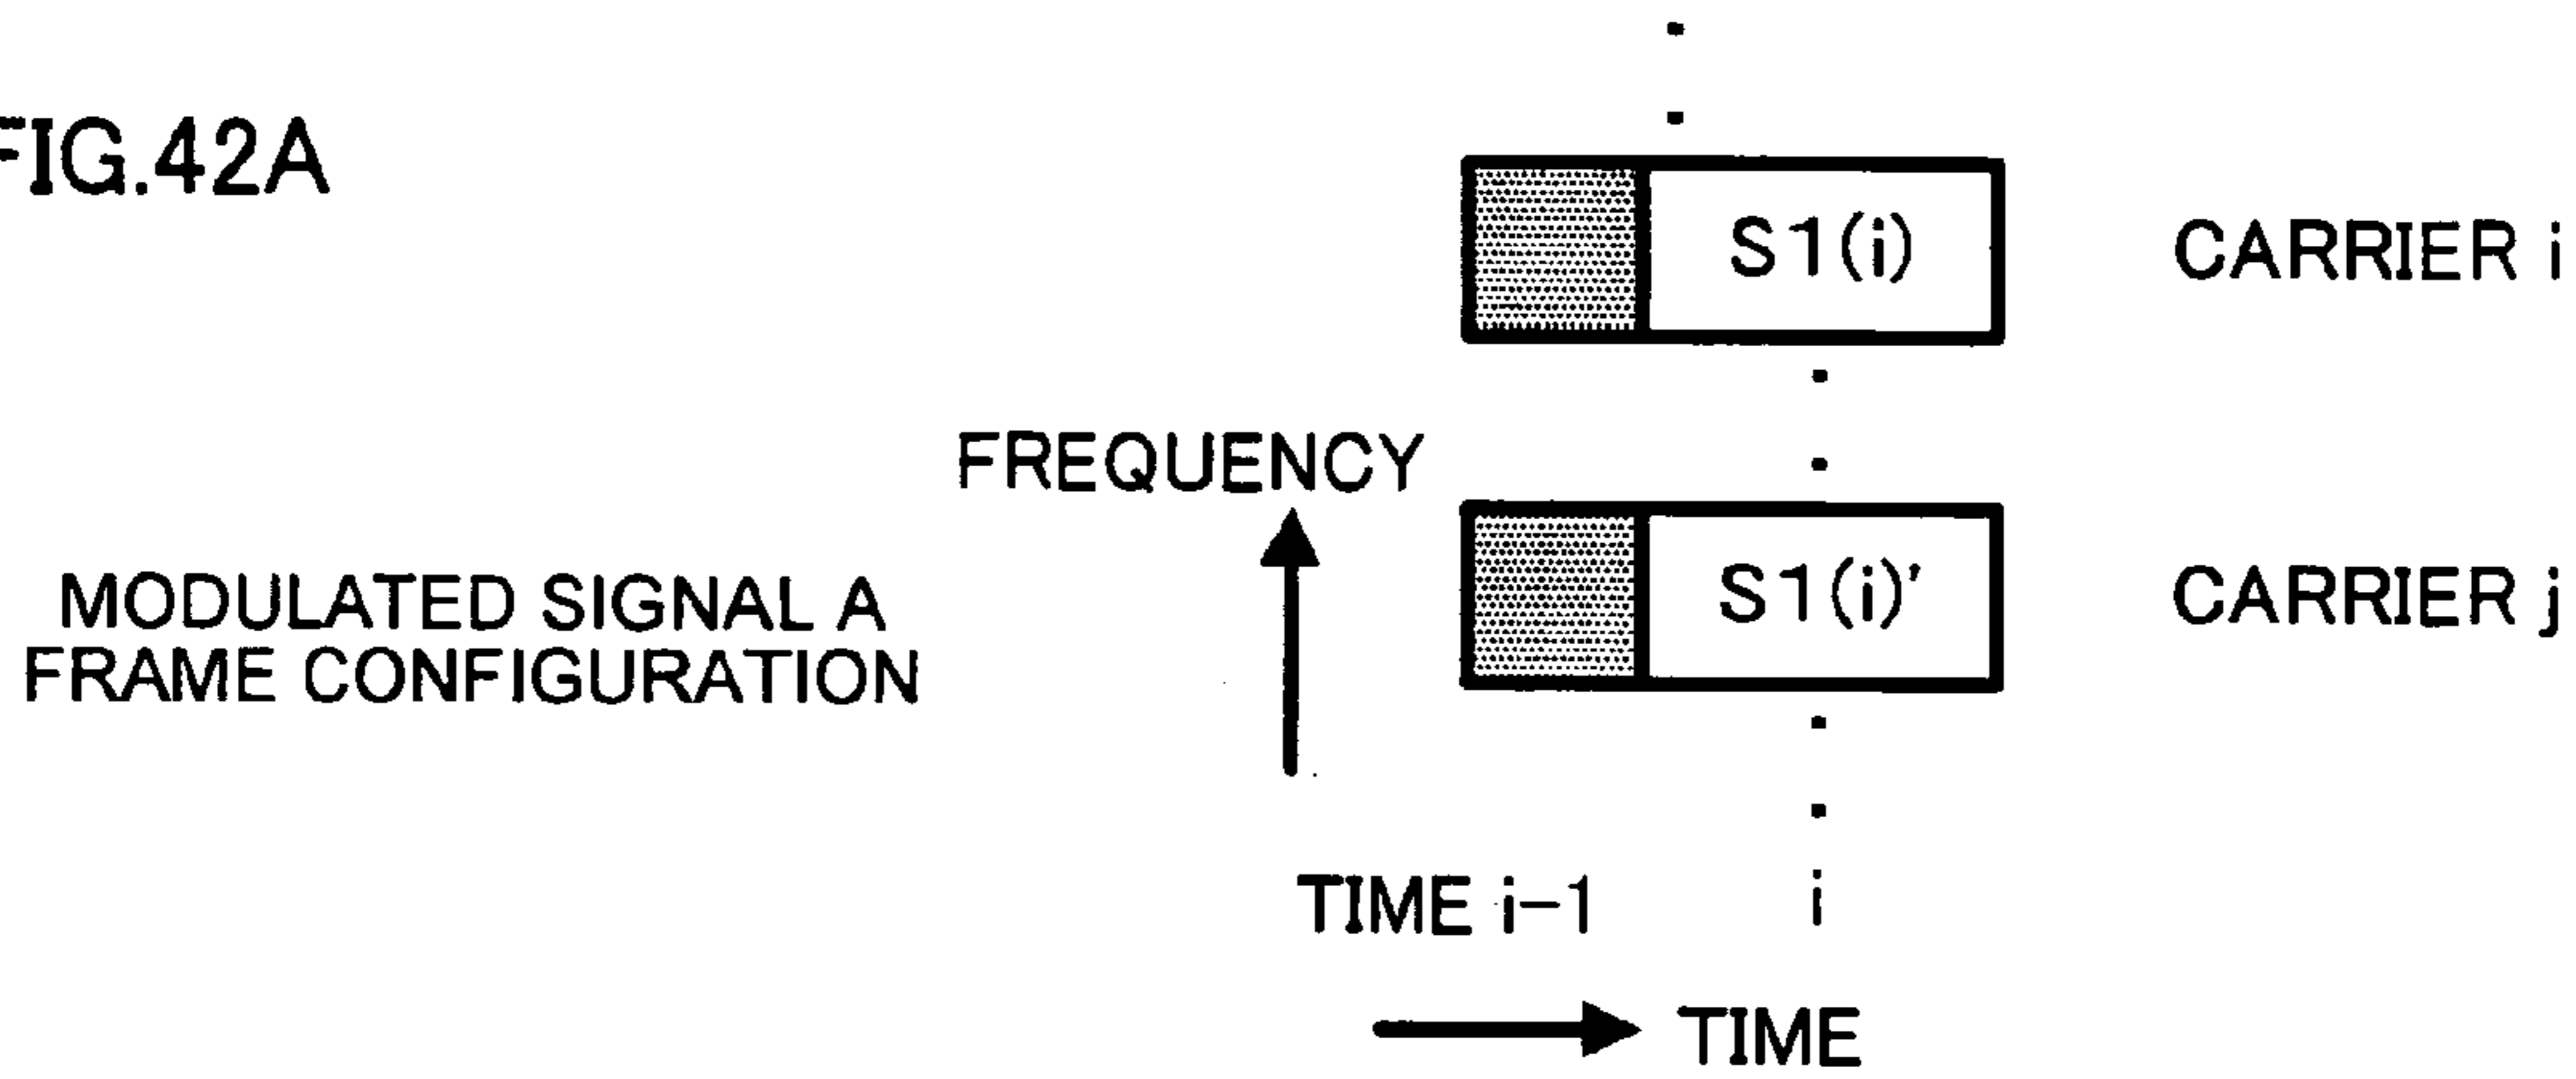 FIG.42A
S1(i)
CARRIER i
FREQUENCY
S1(i)'
CARRIER j
MODULATED SIGNAL A
FRAME CONFIGURATION
TIME i-1
i
TIME